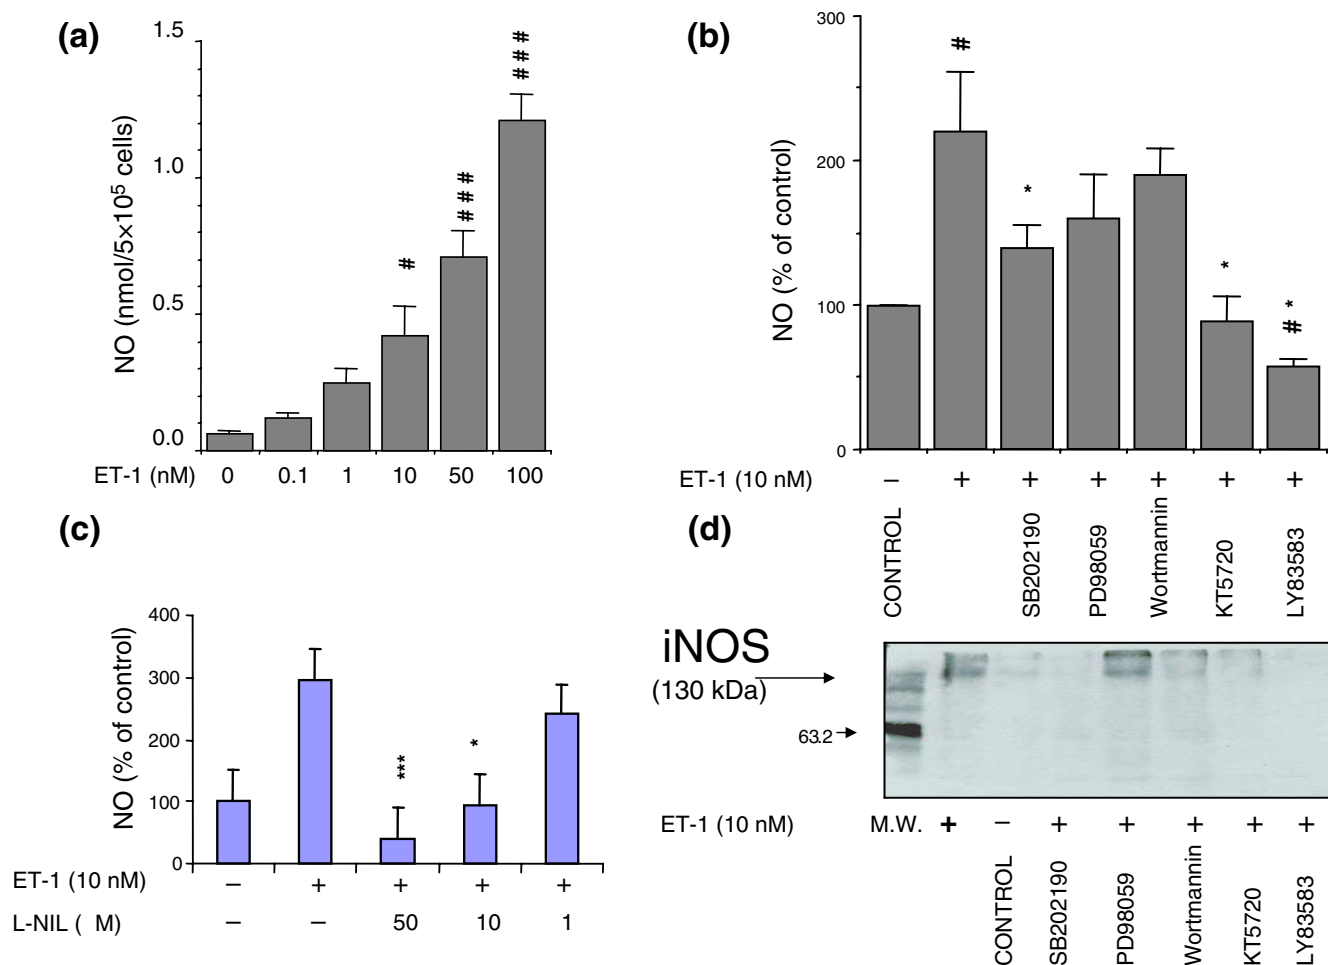 (a)
1.5
1.0
0.5
0.0
NO (nmol/5×10⁵ cells)
#
###
###
ET-1 (nM) 0 0.1 1 10 50 100
(b)
300
200
100
0
NO (% of control)
#
*
*
*
#
ET-1 (10 nM) – + + + + + +
CONTROL
SB202190
PD98059
Wortmannin
KT5720
LY83583
(c)
400
300
200
100
0
NO (% of control)
***
*
ET-1 (10 nM) – + + + +
L-NIL ( M) – – 50 10 1
(d)
iNOS
(130 kDa)
63.2
ET-1 (10 nM) M.W. + – + + + + +
CONTROL
SB202190
PD98059
Wortmannin
KT5720
LY83583